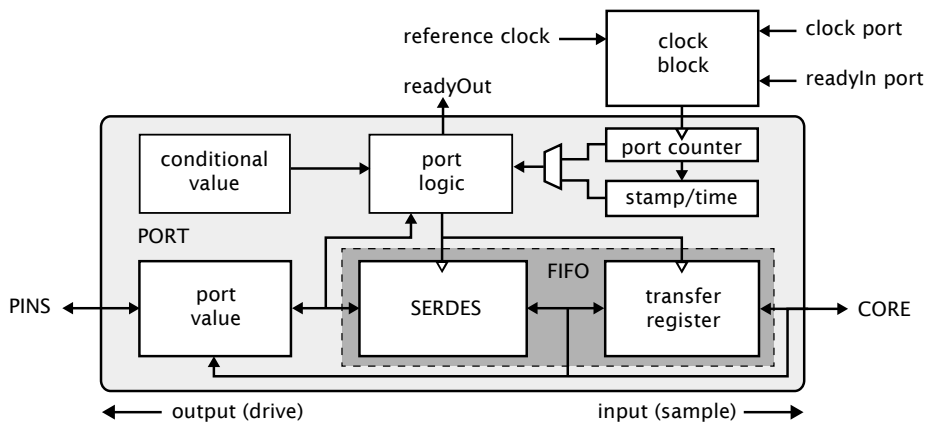 reference clock
clock
block
clock port
readyIn port
readyOut
conditional
value
port
logic
port counter
stamp/time
PORT
FIFO
PINS
port
value
SERDES
transfer
register
CORE
output (drive)
input (sample)